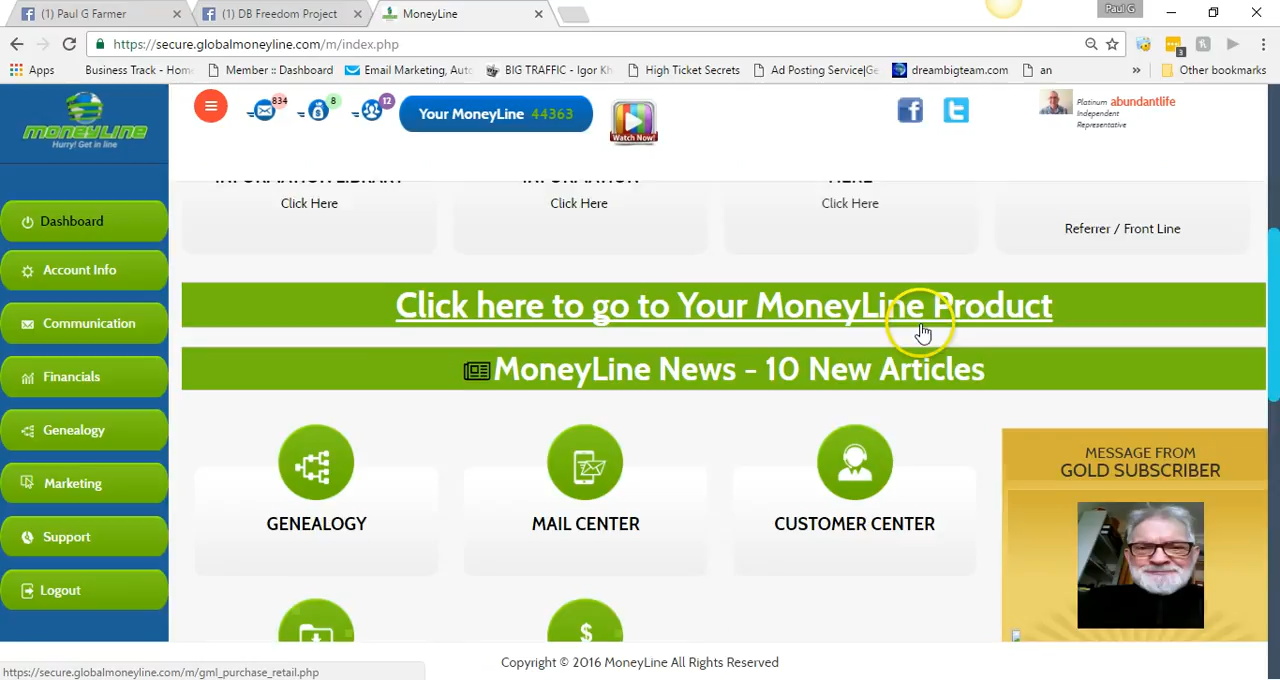 (1) Paul G Farmer
(1) DB Freedom Project
MoneyLine
Paul G
https://secure.globalmoneyline.com/m/index.php
3
Apps
Business Track - Home
Member :: Dashboard
Email Marketing, Auto
BIG TRAFFIC - Igor Kh
High Ticket Secrets
Ad Posting Service|Ge
dreambigteam.com
an
»
Other bookmarks
MONEYLINE
Hurry! Get in line
834
8
12
Your MoneyLine 44363
Watch Now!
Platinum abundantlife
Independent
Representative
INFORMATION LIBRARY
INFORMATION
HERE
Click Here
Click Here
Click Here
Referrer / Front Line
Dashboard
Account Info
Communication
Financials
Genealogy
Marketing
Support
Logout
Click here to go to Your MoneyLine Product
MoneyLine News - 10 New Articles
GENEALOGY
MAIL CENTER
CUSTOMER CENTER
MESSAGE FROM
GOLD SUBSCRIBER
https://secure.globalmoneyline.com/m/gml_purchase_retail.php
Copyright © 2016 MoneyLine All Rights Reserved